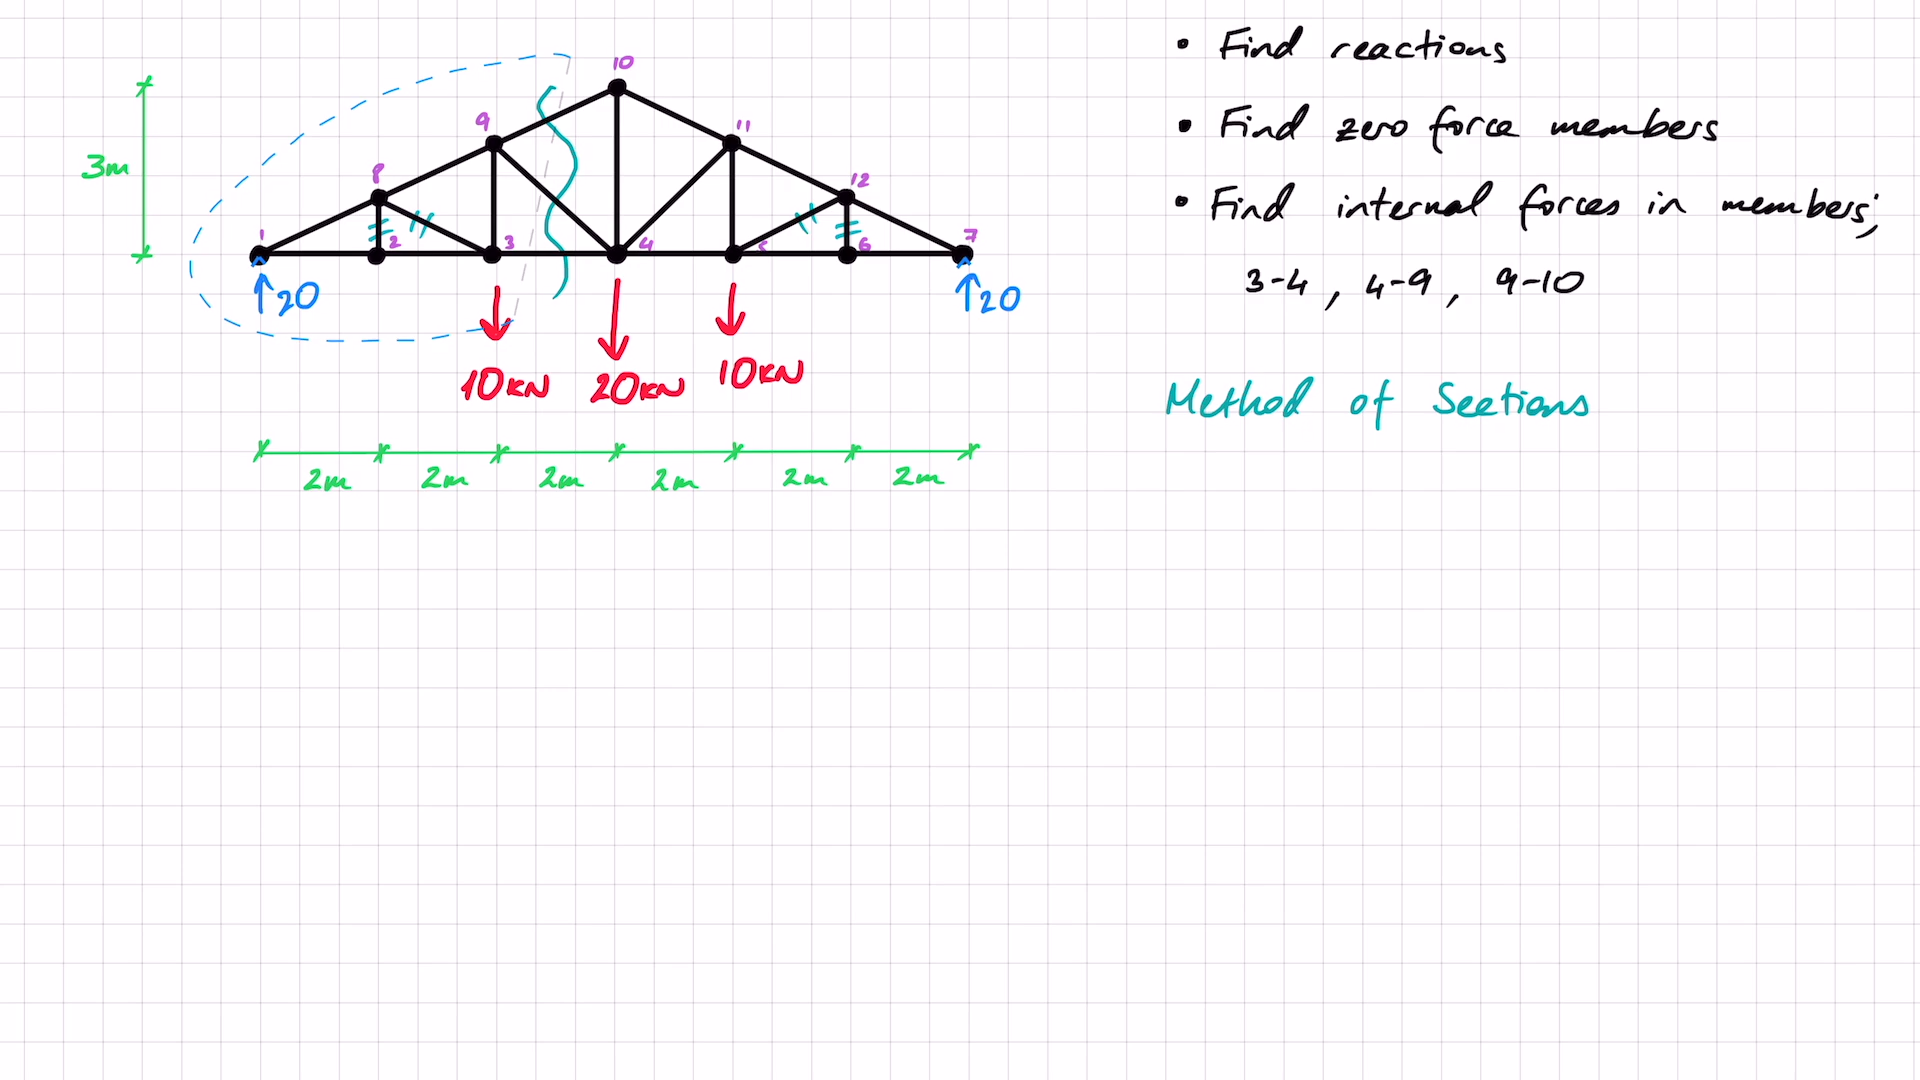 • Find reactions
• Find zero force members
• Find internal forces in members;
3-4, 4-9, 9-10
Method of Sections
10
9
11
8
12
3m
1
2
3
4
5
6
7
20
20
10kN
20kN
10kN
2m 2m 2m 2m 2m 2m